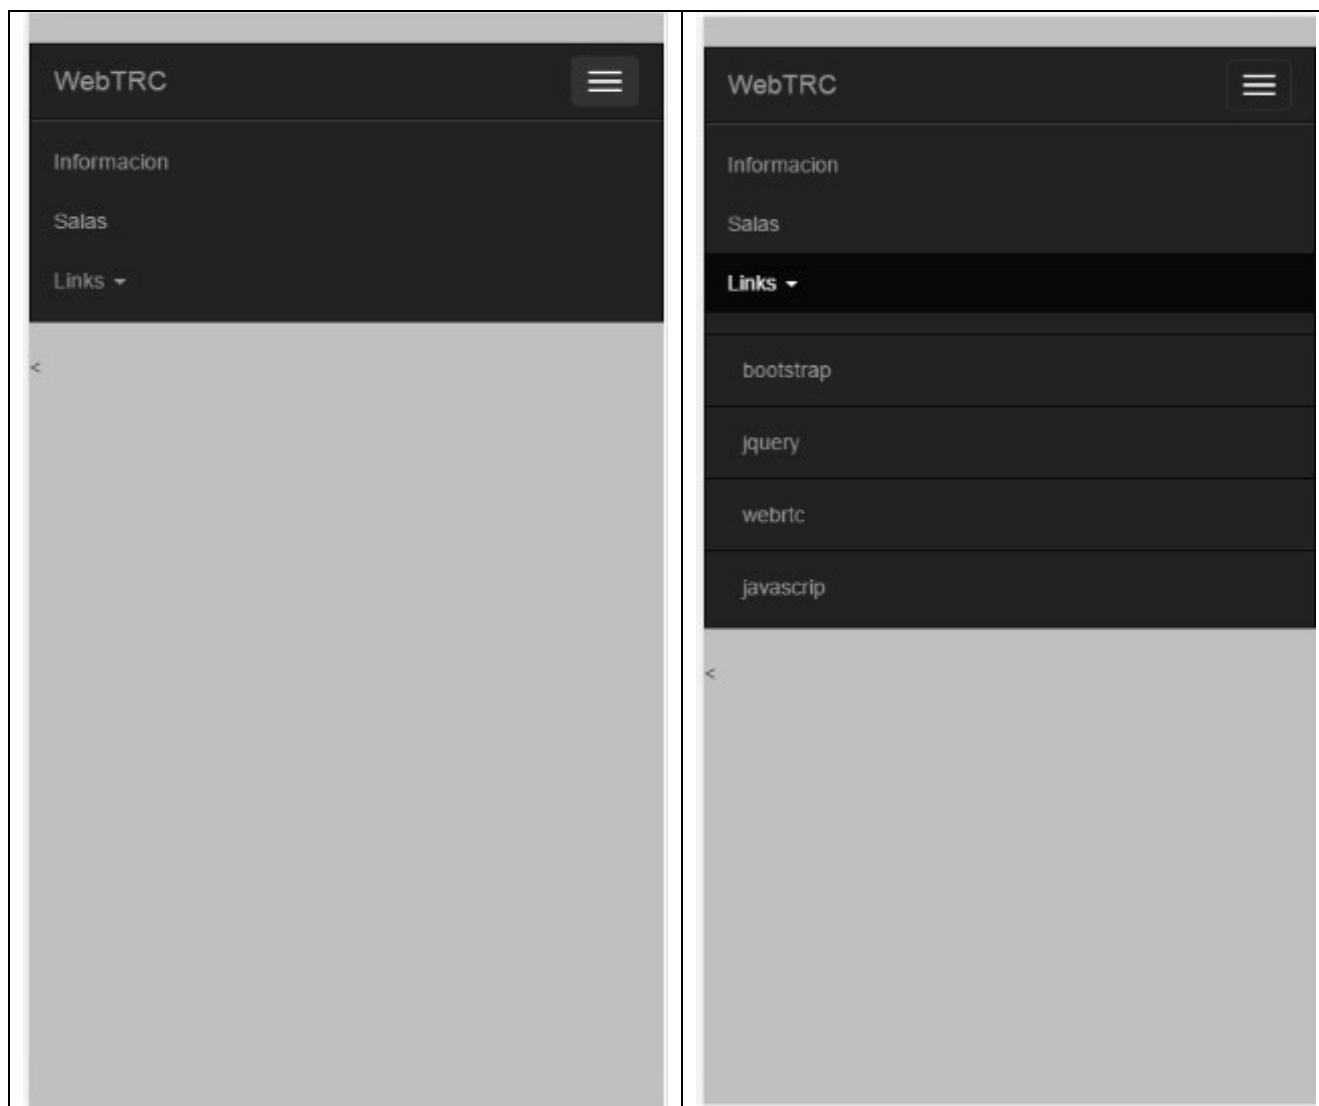 WebTRC
Informacion
Salas
Links
<
WebTRC
Informacion
Salas
Links
bootstrap
jquery
webrtc
javascrip
<